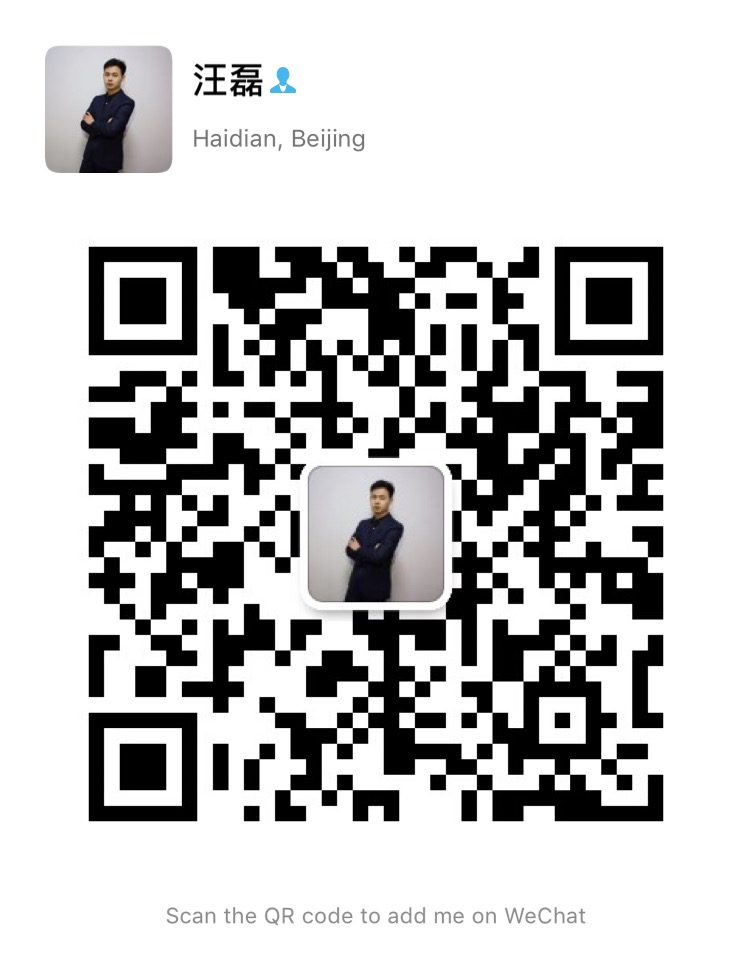 汪磊
Haidian, Beijing
Scan the QR code to add me on WeChat